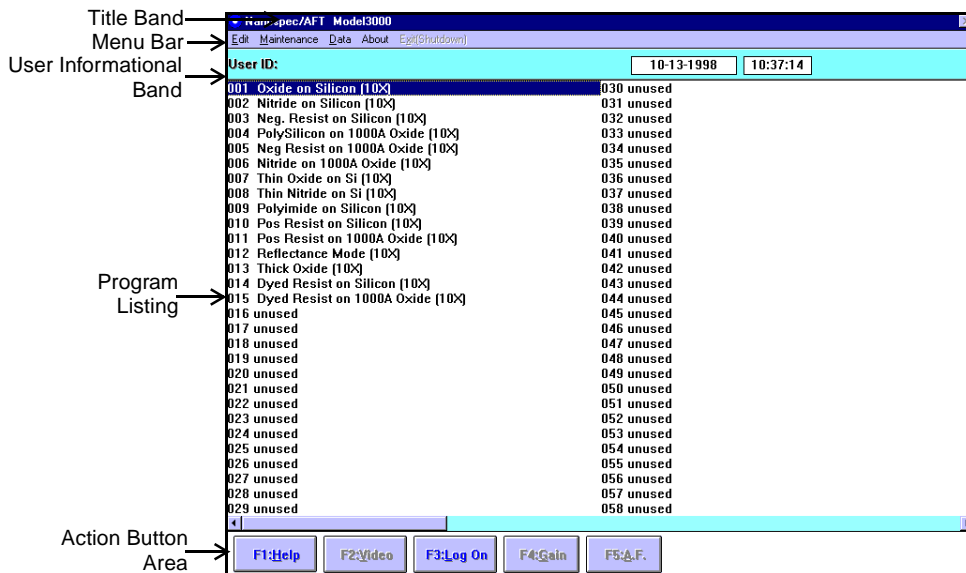 Title Band
Menu Bar
User Informational
Band
Program
Listing
Action Button
Area
Nanospec/AFT Model3000
Edit Maintenance Data About Exit(Shutdown)
User ID:
10-13-1998 10:37:14
001 Oxide on Silicon (10X)
002 Nitride on Silicon (10X)
003 Neg. Resist on Silicon (10X)
004 PolySilicon on 1000A Oxide (10X)
005 Neg Resist on 1000A Oxide (10X)
006 Nitride on 1000A Oxide (10X)
007 Thin Oxide on Si (10X)
008 Thin Nitride on Si (10X)
009 Polyimide on Silicon (10X)
010 Pos Resist on Silicon (10X)
011 Pos Resist on 1000A Oxide (10X)
012 Reflectance Mode (10X)
013 Thick Oxide (10X)
014 Dyed Resist on Silicon (10X)
015 Dyed Resist on 1000A Oxide (10X)
016 unused
017 unused
018 unused
019 unused
020 unused
021 unused
022 unused
023 unused
024 unused
025 unused
026 unused
027 unused
028 unused
029 unused
030 unused
031 unused
032 unused
033 unused
034 unused
035 unused
036 unused
037 unused
038 unused
039 unused
040 unused
041 unused
042 unused
043 unused
044 unused
045 unused
046 unused
047 unused
048 unused
049 unused
050 unused
051 unused
052 unused
053 unused
054 unused
055 unused
056 unused
057 unused
058 unused
F1:Help F2:Video F3:Log On F4:Gain F5:A.F.